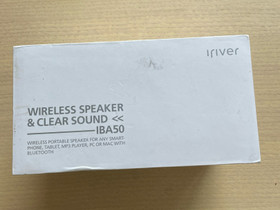 iriver
WIRELESS SPEAKER
& CLEAR SOUND <<
IBA50
WIRELESS PORTABLE SPEAKER FOR ANY SMART-
PHONE, TABLET, MP3 PLAYER, PC OR MAC WITH
BLUETOOTH